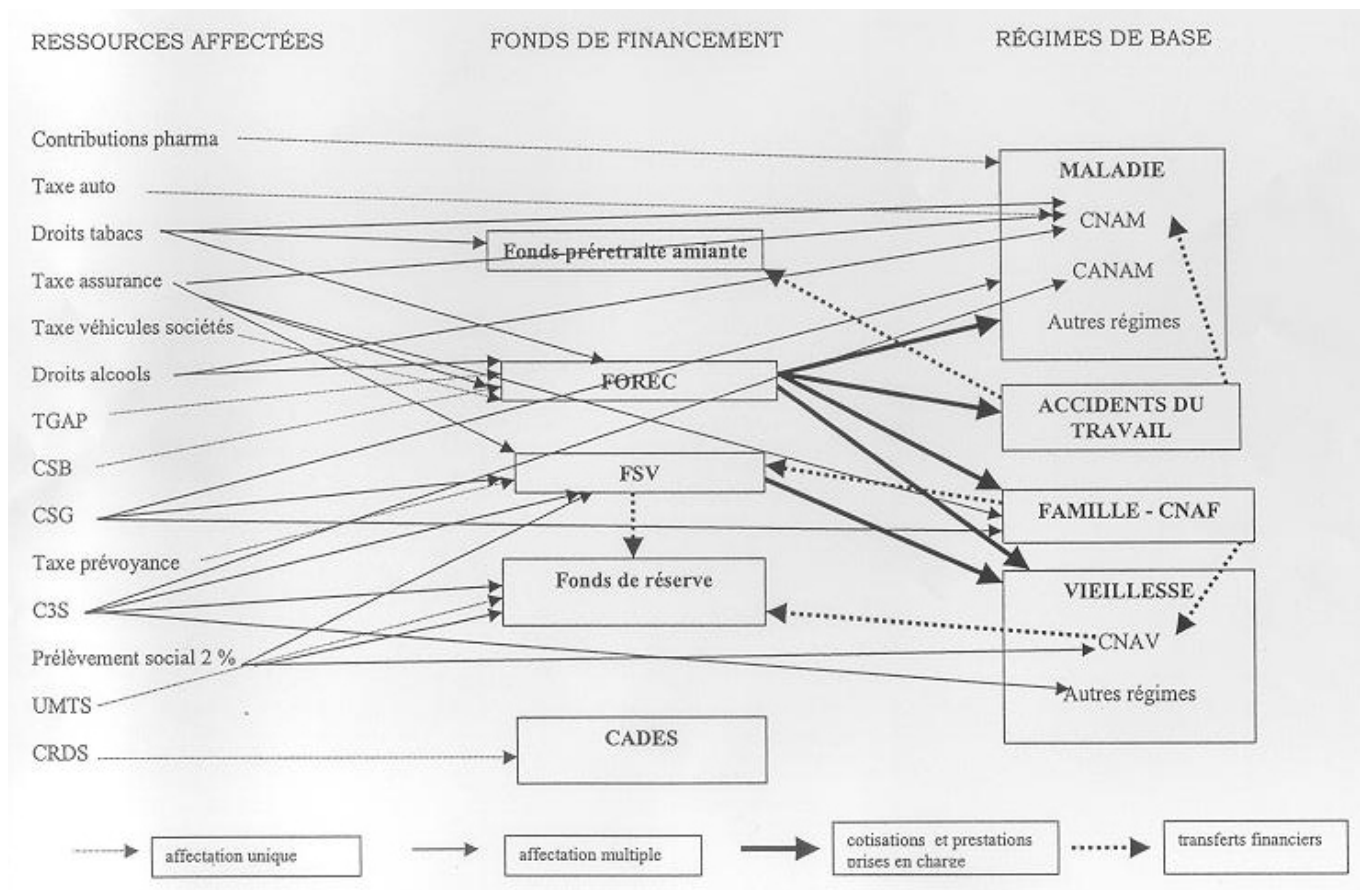 RESSOURCES AFFECTÉES
FONDS DE FINANCEMENT
RÉGIMES DE BASE
Contributions pharma
Taxe auto
Droits tabacs
Taxe assurance
Taxe véhicules sociétés
Droits alcools
TGAP
CSB
CSG
Taxe prévoyance
C3S
Prélèvement social 2 %
UMTS
CRDS
Fonds préretraite amiante
FOREC
FSV
Fonds de réserve
CADES
MALADIE
CNAM
CANAM
Autres régimes
ACCIDENTS DU
TRAVAIL
FAMILLE - CNAF
VIEILLESSE
CNAV
Autres régimes
affectation unique
affectation multiple
cotisations et prestations
prises en charge
transferts financiers